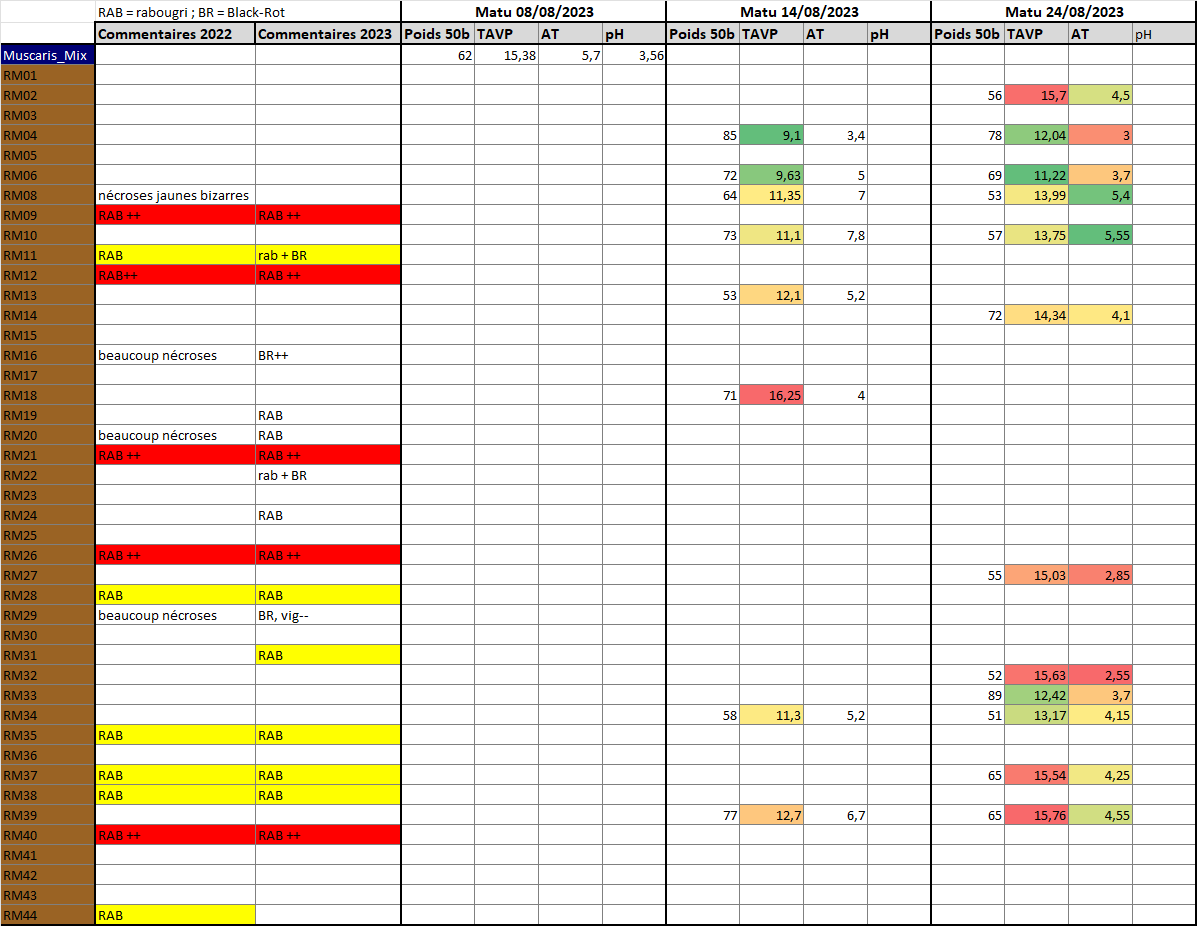 RAB = rabougri ; BR = Black-Rot Matu 08/08/2023 Matu 14/08/2023 Matu 24/08/2023
Commentaires 2022 Commentaires 2023 Poids 50b TAVP AT pH Poids 50b TAVP AT pH Poids 50b TAVP AT pH
Muscaris_Mix 62 15,38 5,7 3,56
RM01
RM02 56 15,7 4,5
RM03
RM04 85 9,1 3,4 78 12,04 3
RM05
RM06 72 9,63 5 69 11,22 3,7
RM08 nécroses jaunes bizarres 64 11,35 7 53 13,99 5,4
RM09 RAB ++ RAB ++
RM10 73 11,1 7,8 57 13,75 5,55
RM11 RAB rab + BR
RM12 RAB++ RAB ++
RM13 53 12,1 5,2
RM14 72 14,34 4,1
RM15
RM16 beaucoup nécroses BR++
RM17
RM18 71 16,25 4
RM19 RAB
RM20 beaucoup nécroses RAB
RM21 RAB ++ RAB ++
RM22 rab + BR
RM23
RM24 RAB
RM25
RM26 RAB ++ RAB ++
RM27 55 15,03 2,85
RM28 RAB RAB
RM29 beaucoup nécroses BR, vig--
RM30
RM31 RAB
RM32 52 15,63 2,55
RM33 89 12,42 3,7
RM34 58 11,3 5,2 51 13,17 4,15
RM35 RAB RAB
RM36
RM37 RAB RAB 65 15,54 4,25
RM38 RAB RAB
RM39 77 12,7 6,7 65 15,76 4,55
RM40 RAB ++ RAB ++
RM41
RM42
RM43
RM44 RAB